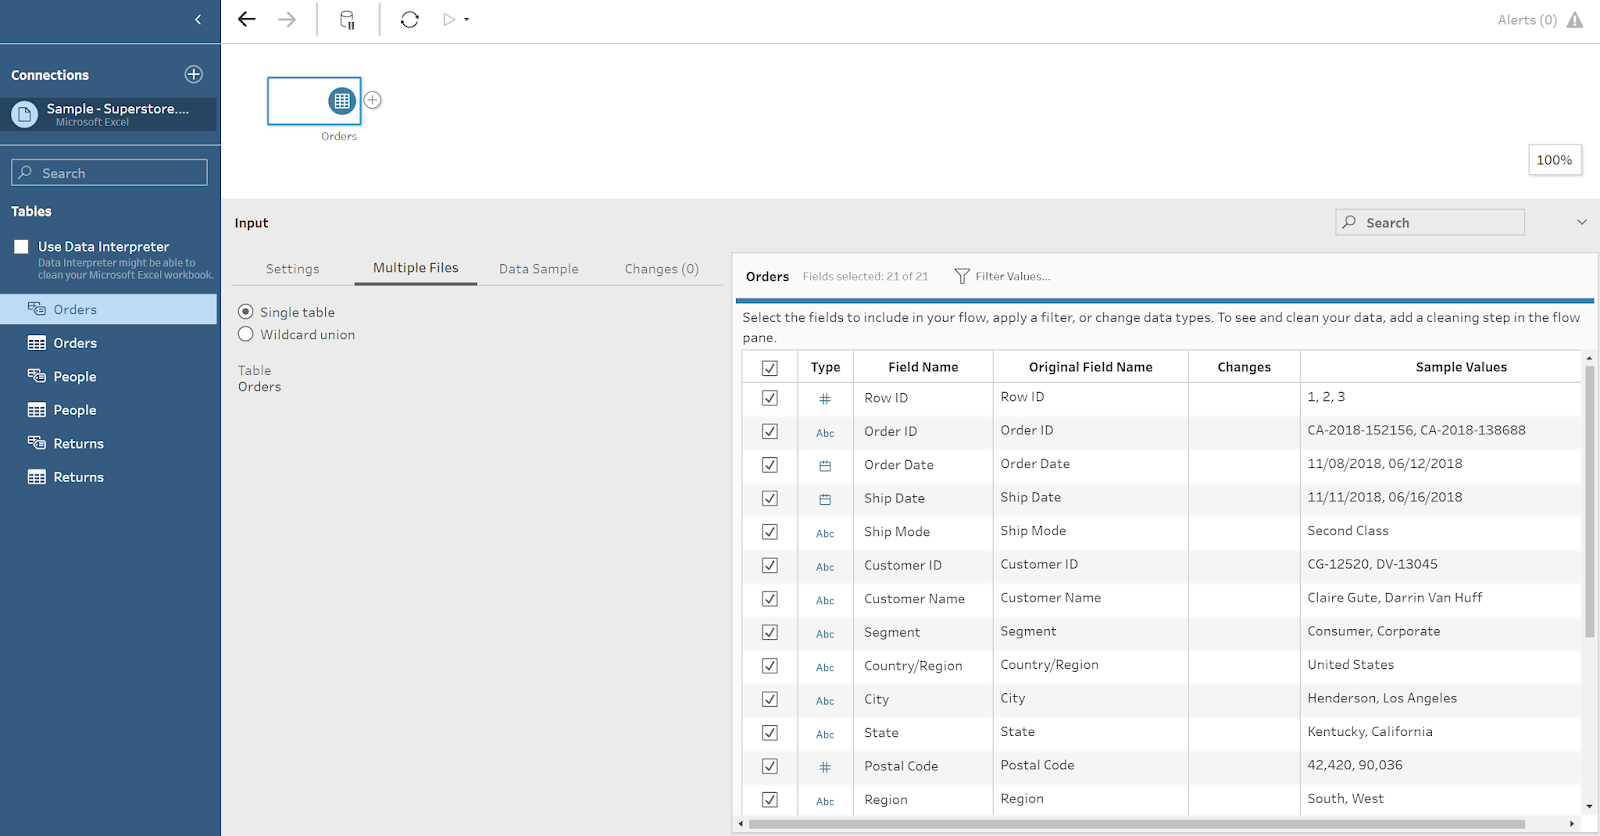 Alerts (0)
Connections
Sample - Superstore....
Microsoft Excel
Search
Tables
Use Data Interpreter
Data Interpreter might be able to
clean your Microsoft Excel workbook.
Orders
Orders
People
People
Returns
Returns
Orders
100%
Input
Search
Settings
Multiple Files
Data Sample
Changes (0)
Single table
Wildcard union
Table
Orders
Orders Fields selected: 21 of 21 Filter Values...
Select the fields to include in your flow, apply a filter, or change data types. To see and clean your data, add a cleaning step in the flow
pane.
Type Field Name Original Field Name Changes Sample Values
# Row ID Row ID 1, 2, 3
Abc Order ID Order ID CA-2018-152156, CA-2018-138688
Order Date Order Date 11/08/2018, 06/12/2018
Ship Date Ship Date 11/11/2018, 06/16/2018
Abc Ship Mode Ship Mode Second Class
Abc Customer ID Customer ID CG-12520, DV-13045
Abc Customer Name Customer Name Claire Gute, Darrin Van Huff
Abc Segment Segment Consumer, Corporate
Abc Country/Region Country/Region United States
Abc City City Henderson, Los Angeles
Abc State State Kentucky, California
# Postal Code Postal Code 42,420, 90,036
Abc Region Region South, West